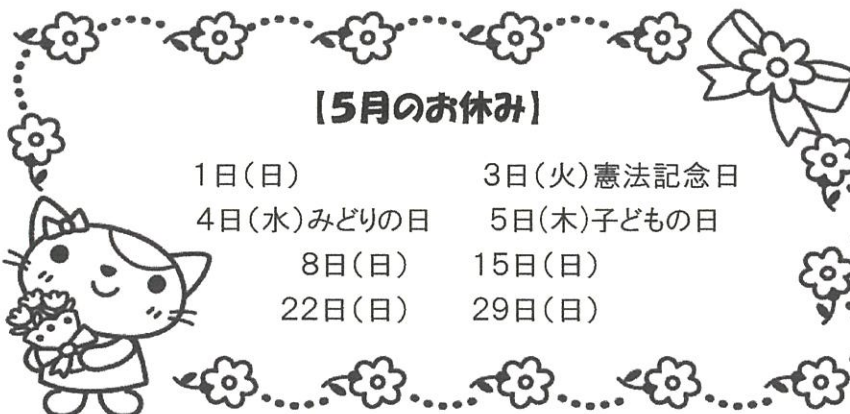 【5月のお休み】
1日(日) 3日(火)憲法記念日
4日(水)みどりの日 5日(木)子どもの日
8日(日) 15日(日)
22日(日) 29日(日)